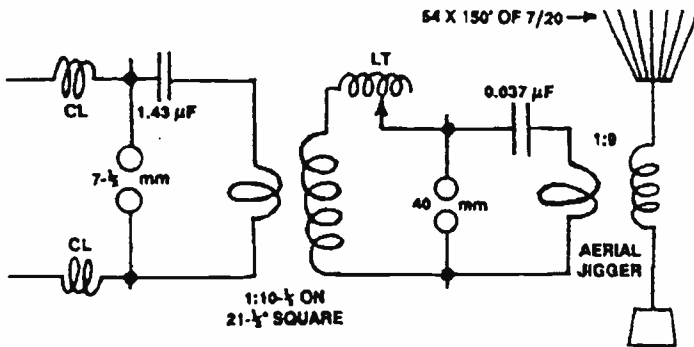 54 X 150° OF 7/20
LT
CL
1.43 µF
0.037 µF
1:9
7-½ mm
40 mm
CL
AERIAL
JIGGER
1:10-½ ON
21-½° SQUARE